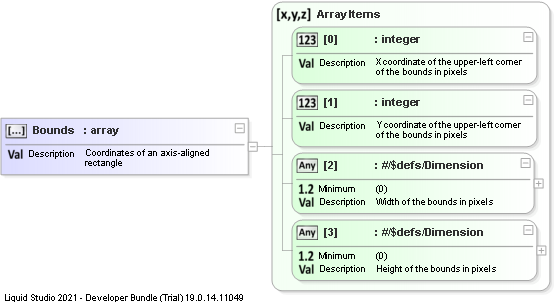 [x,y,z] ArrayItems
123 [0] : integer
Val Description X coordinate of the upper-left corner
of the bounds in pixels
123 [1] : integer
Val Description Y coordinate of the upper-left corner
of the bounds in pixels
[...] Bounds : array
Val Description Coordinates of an axis-aligned
rectangle
Any [2] : #/$defs/Dimension
1.2 Minimum (0)
Val Description Width of the bounds in pixels
Any [3] : #/$defs/Dimension
1.2 Minimum (0)
Val Description Height of the bounds in pixels
Liquid Studio 2021 - Developer Bundle (Trial) 19.0.14.11049